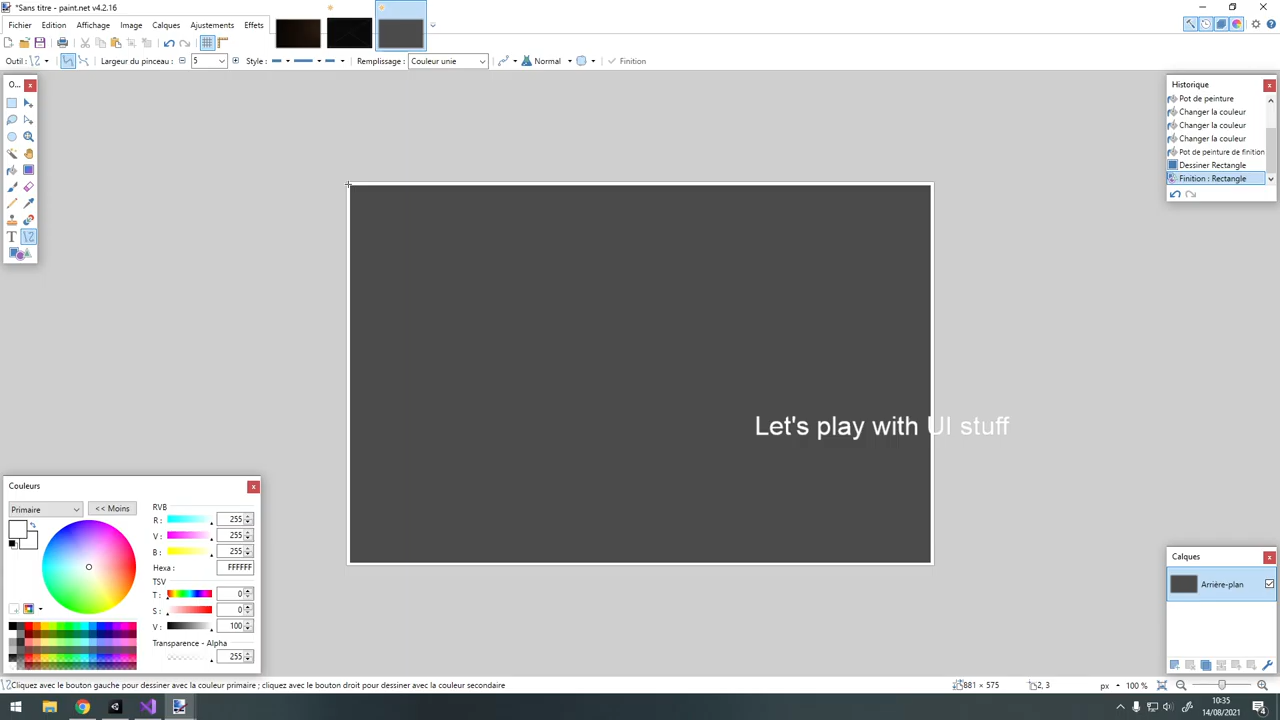 *Sans titre - paint.net v4.2.16
Fichier Edition Affichage Image Calques Ajustements Effets
Outil : Largeur du pinceau : 5 Style : Remplissage : Couleur unie Normal Finition
O...
Historique
Pot de peinture
Changer la couleur
Changer la couleur
Changer la couleur
Pot de peinture de finition
Dessiner Rectangle
Finition : Rectangle
Let's play with UI stuff
Couleurs
Primaire << Moins
RVB
R : 255
V : 255
B : 255
Hexa : FFFFFF
TSV
T : 0
S : 0
V : 100
Transparence - Alpha
255
Calques
Arrière-plan
Cliquez avec le bouton gauche pour dessiner avec la couleur primaire ; cliquez avec le bouton droit pour dessiner avec la couleur secondaire
881 × 575 2, 3 px 100 %
10:35
14/08/2021
4